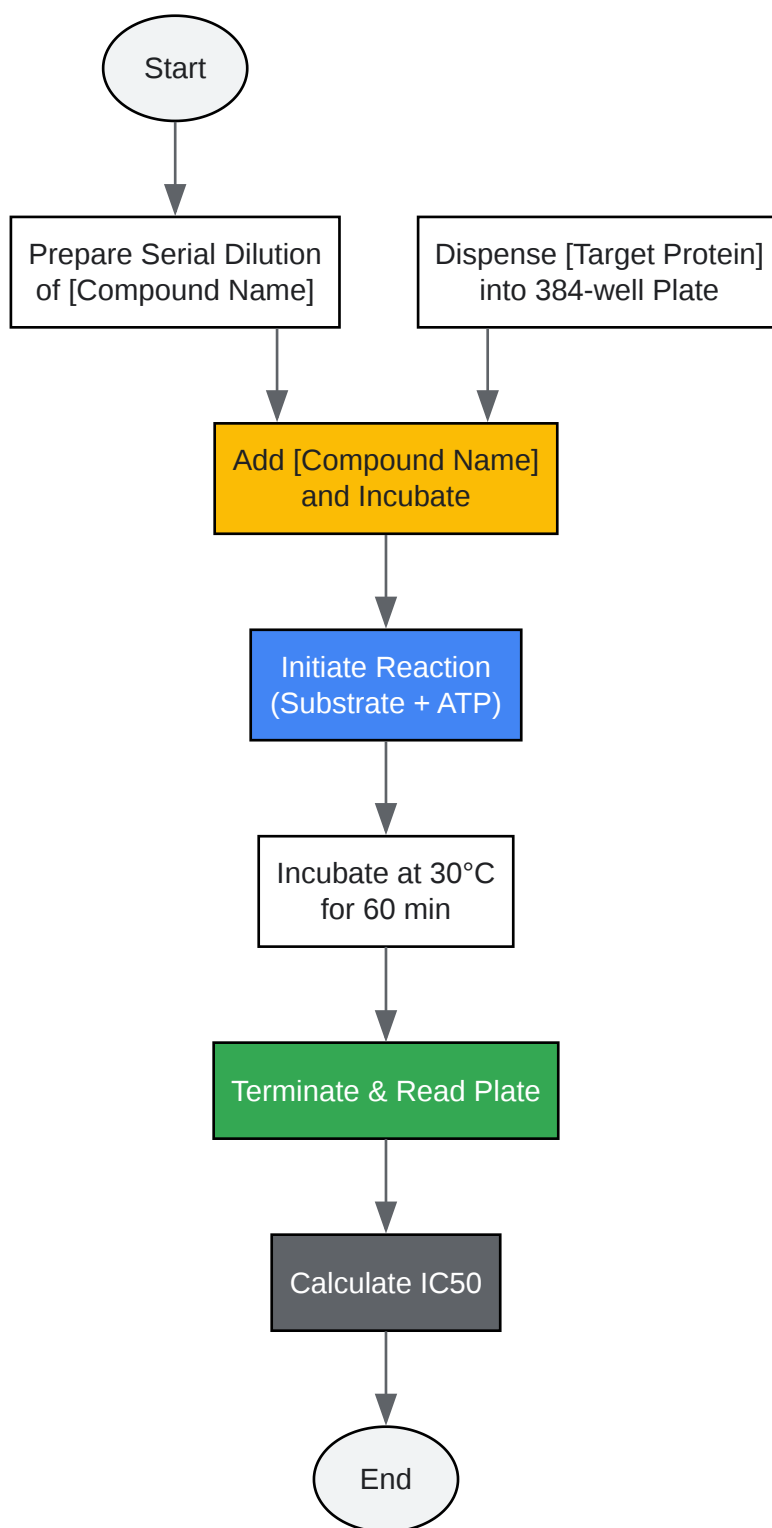 Start
Prepare Serial Dilution
of [Compound Name]
Dispense [Target Protein]
into 384-well Plate
Add [Compound Name]
and Incubate
Initiate Reaction
(Substrate + ATP)
Incubate at 30°C
for 60 min
Terminate & Read Plate
Calculate IC50
End